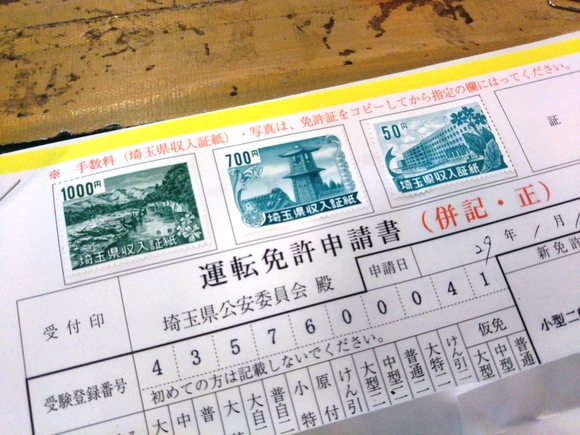 ※ 手数料（埼玉県収入証紙）・写真は、免許証をコピーしてから指定の欄にはってください。
1000円
埼玉県収入証紙
700円
埼玉県収入証紙
50円
埼玉県収入証紙
証
運転免許申請書（併記・正）
受付印
埼玉県公安委員会 殿
申請日
29年 1月
新免許
受験登録番号
4 3 5 7 6 0 0 0 4 1
初めての方は記載しないでください。
仮免
小型二
大
中
普
大
大自二
普自二
小特
原付
けん引
大型二
中型二
普通二
大特二
けん引二
大型
中型
普通